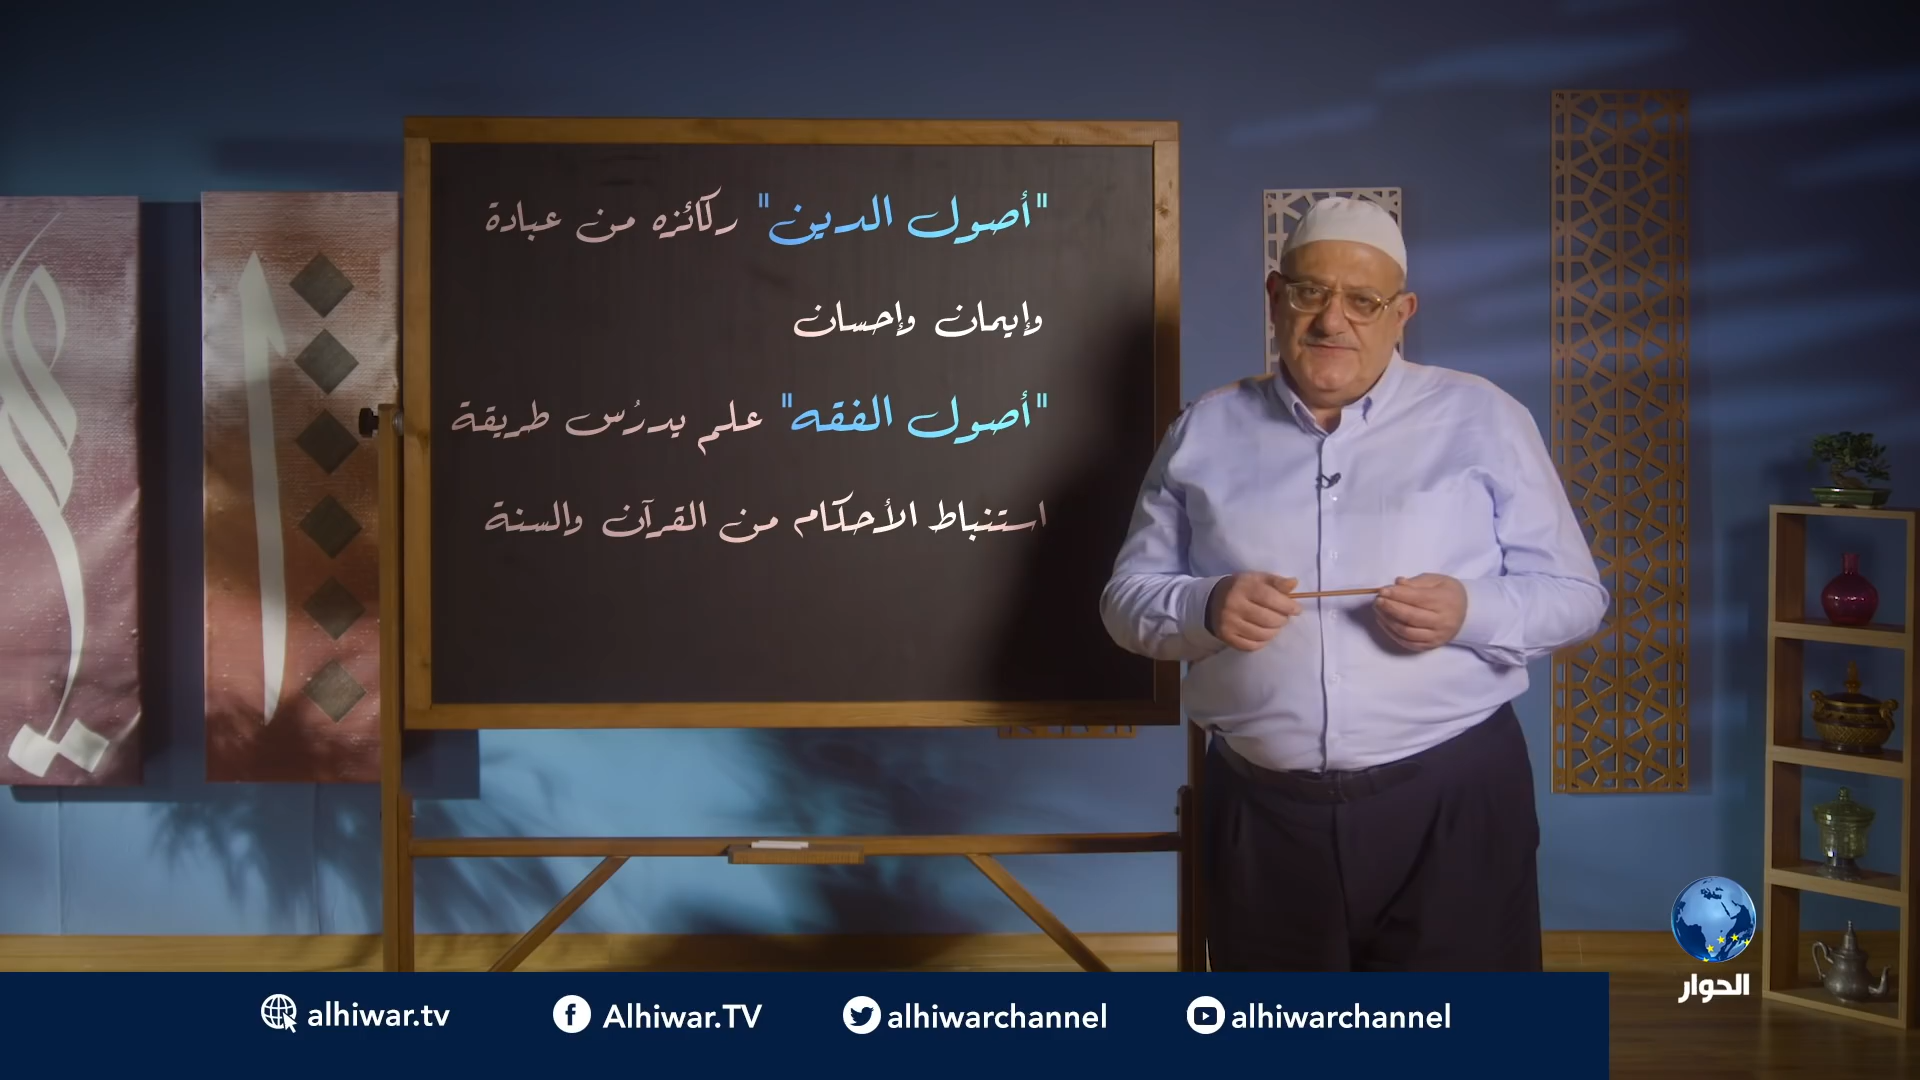 "أصول الدين" ركائزه من عبادة
وإيمان وإحسان
"أصول الفقه" علم يدرُس طريقة
استنباط الأحكام من القرآن والسنة
الحوار
alhiwar.tv
Alhiwar.TV
alhiwarchannel
alhiwarchannel